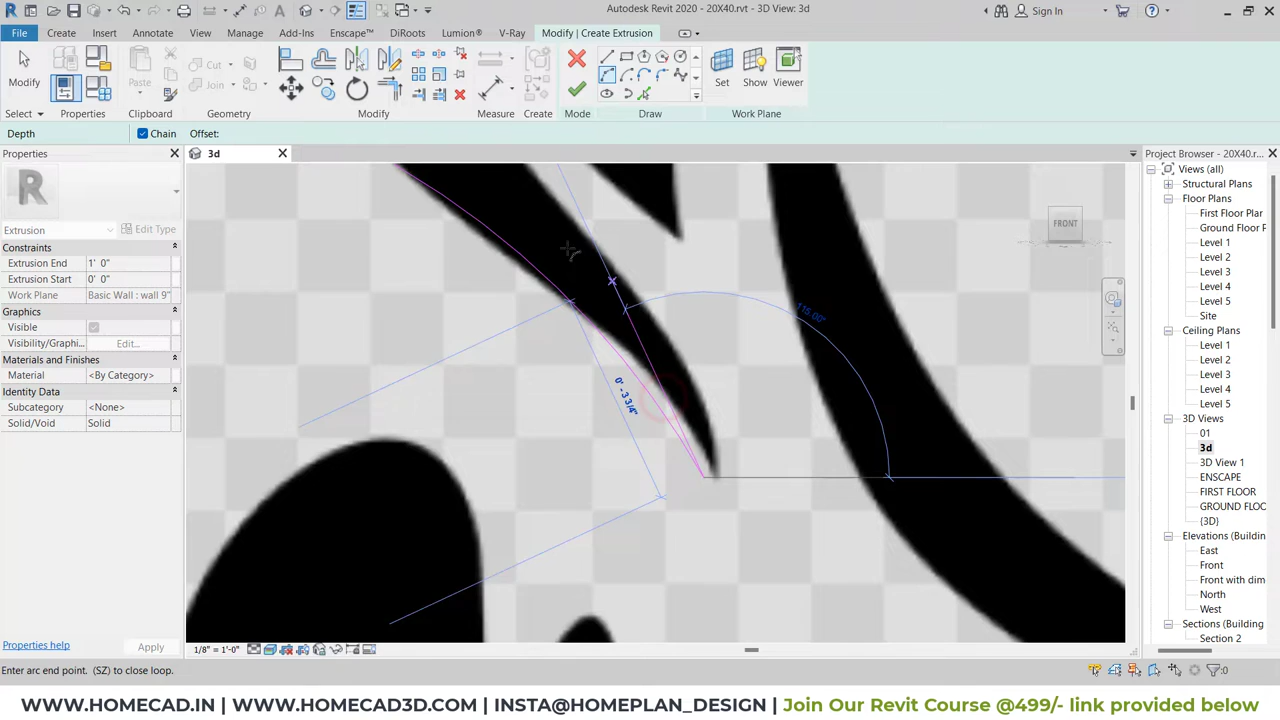 Autodesk Revit 2020 - 20X40.rvt - 3D View: 3d
Sign In
File Create Insert Annotate View Manage Add-Ins Enscape™ DiRoots Lumion® V-Ray Modify | Create Extrusion
Modify
Paste
Cut
Join
Set Show Viewer
Create
Select Properties Clipboard Geometry Modify Measure Create Mode Draw Work Plane
Depth Chain Offset:
Properties
3d
Project Browser - 20X40.rvt
R
Extrusion Edit Type
Constraints
Extrusion End 1' 0"
Extrusion Start 0' 0"
Work Plane Basic Wall : wall 9"
Graphics
Visible
Visibility/Graphi... Edit...
Materials and Finishes
Material <By Category>
Identity Data
Subcategory <None>
Solid/Void Solid
Properties help Apply
FRONT
115.00°
0' - 3 3/4"
Views (all)
Structural Plans
Floor Plans
First Floor Plar
Ground Floor F
Level 1
Level 2
Level 3
Level 4
Level 5
Site
Ceiling Plans
Level 1
Level 2
Level 3
Level 4
Level 5
3D Views
01
3d
3D View 1
ENSCAPE
FIRST FLOOR
GROUND FLOO
{3D}
Elevations (Buildin
East
Front
Front with dim
North
West
Sections (Building
Section 2
1/8" = 1'-0"
Enter arc end point. (SZ) to close loop.
:0
WWW.HOMECAD.IN | WWW.HOMECAD3D.COM | INSTA@HOMEPLAN_DESIGN | Join Our Revit Course @499/- link provided below